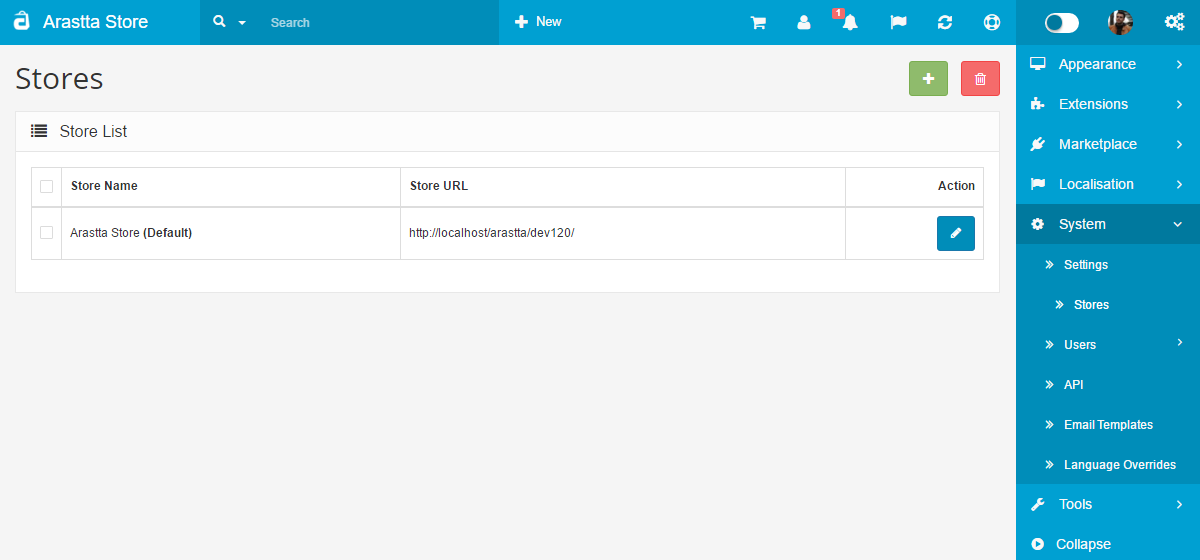 Arastta Store
Search
New
1
Stores
Store List
Store Name
Store URL
Action
Arastta Store (Default)
http://localhost/arastta/dev120/
Appearance
Extensions
Marketplace
Localisation
System
Settings
Stores
Users
API
Email Templates
Language Overrides
Tools
Collapse